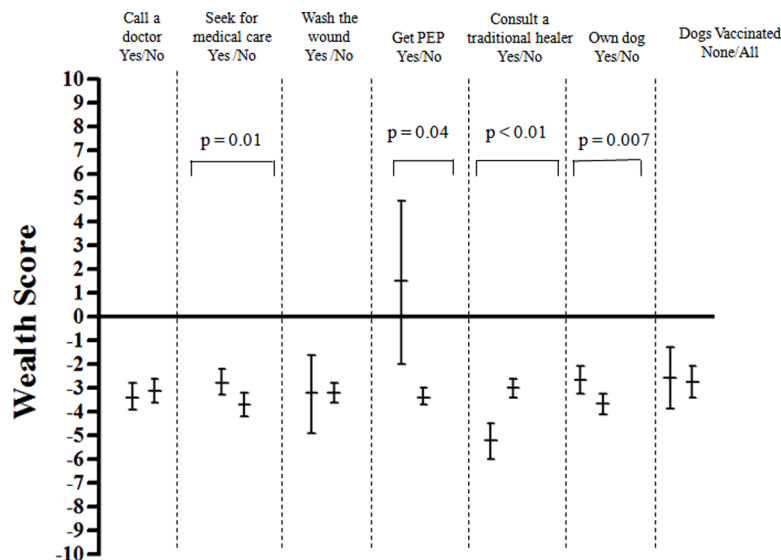 Call a
doctor
Yes/No
Seek for
medical care
Yes /No
Wash the
wound
Yes /No
Get PEP
Yes/No
Consult a
traditional healer
Yes/No
Own dog
Yes/No
Dogs Vaccinated
None/All
p = 0.01
p = 0.04
p < 0.01
p = 0.007
Wealth Score
10
9
8
7
6
5
4
3
2
1
0
-1
-2
-3
-4
-5
-6
-7
-8
-9
-10